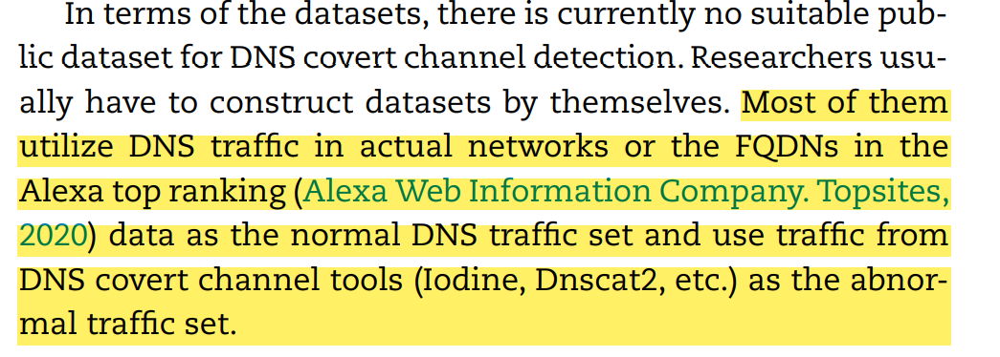 In terms of the datasets, there is currently no suitable pub-
lic dataset for DNS covert channel detection. Researchers usu-
ally have to construct datasets by themselves. Most of them
utilize DNS traffic in actual networks or the FQDNs in the
Alexa top ranking (Alexa Web Information Company. Topsites,
2020) data as the normal DNS traffic set and use traffic from
DNS covert channel tools (Iodine, Dnscat2, etc.) as the abnor-
mal traffic set.